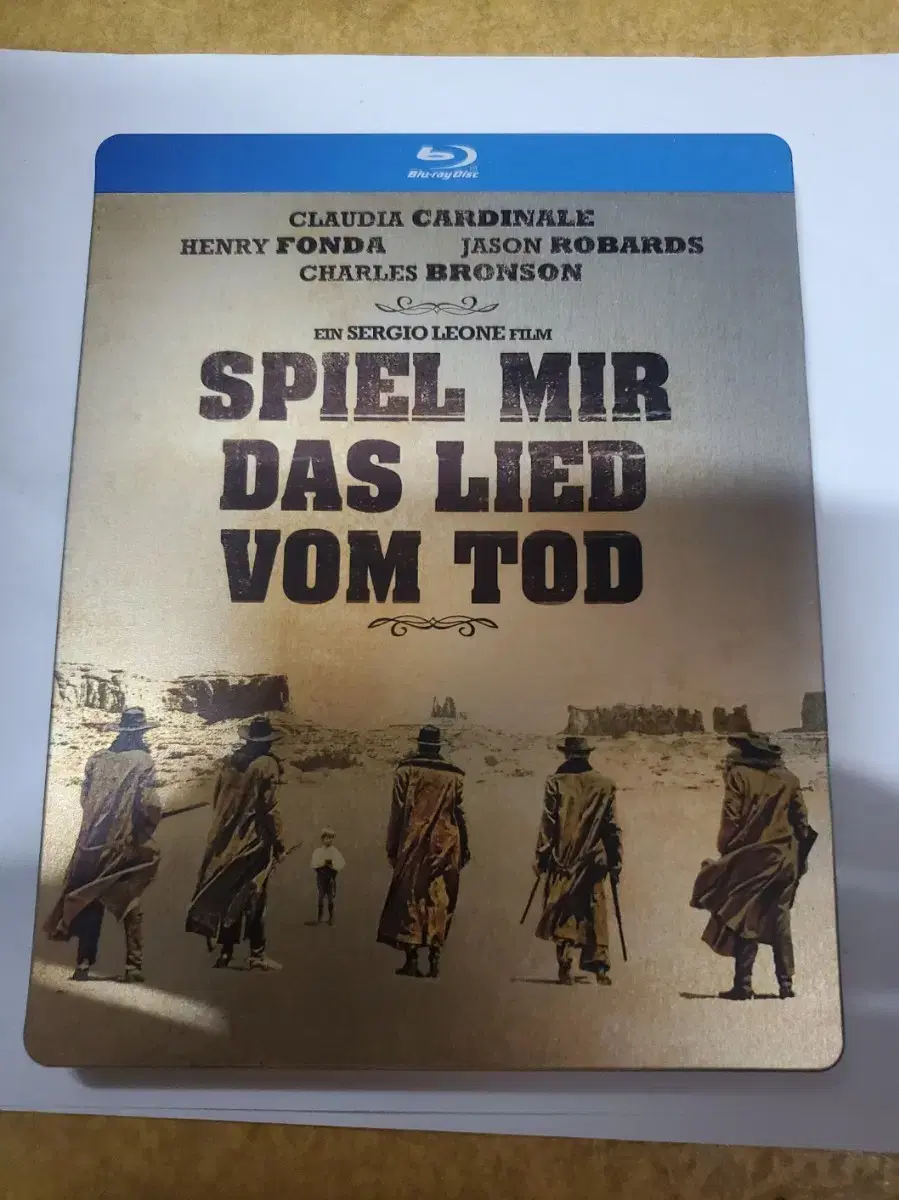 Blu-ray Disc
CLAUDIA CARDINALE
HENRY FONDA JASON ROBARDS
CHARLES BRONSON
EIN SERGIO LEONE FILM
SPIEL MIR
DAS LIED
VOM TOD